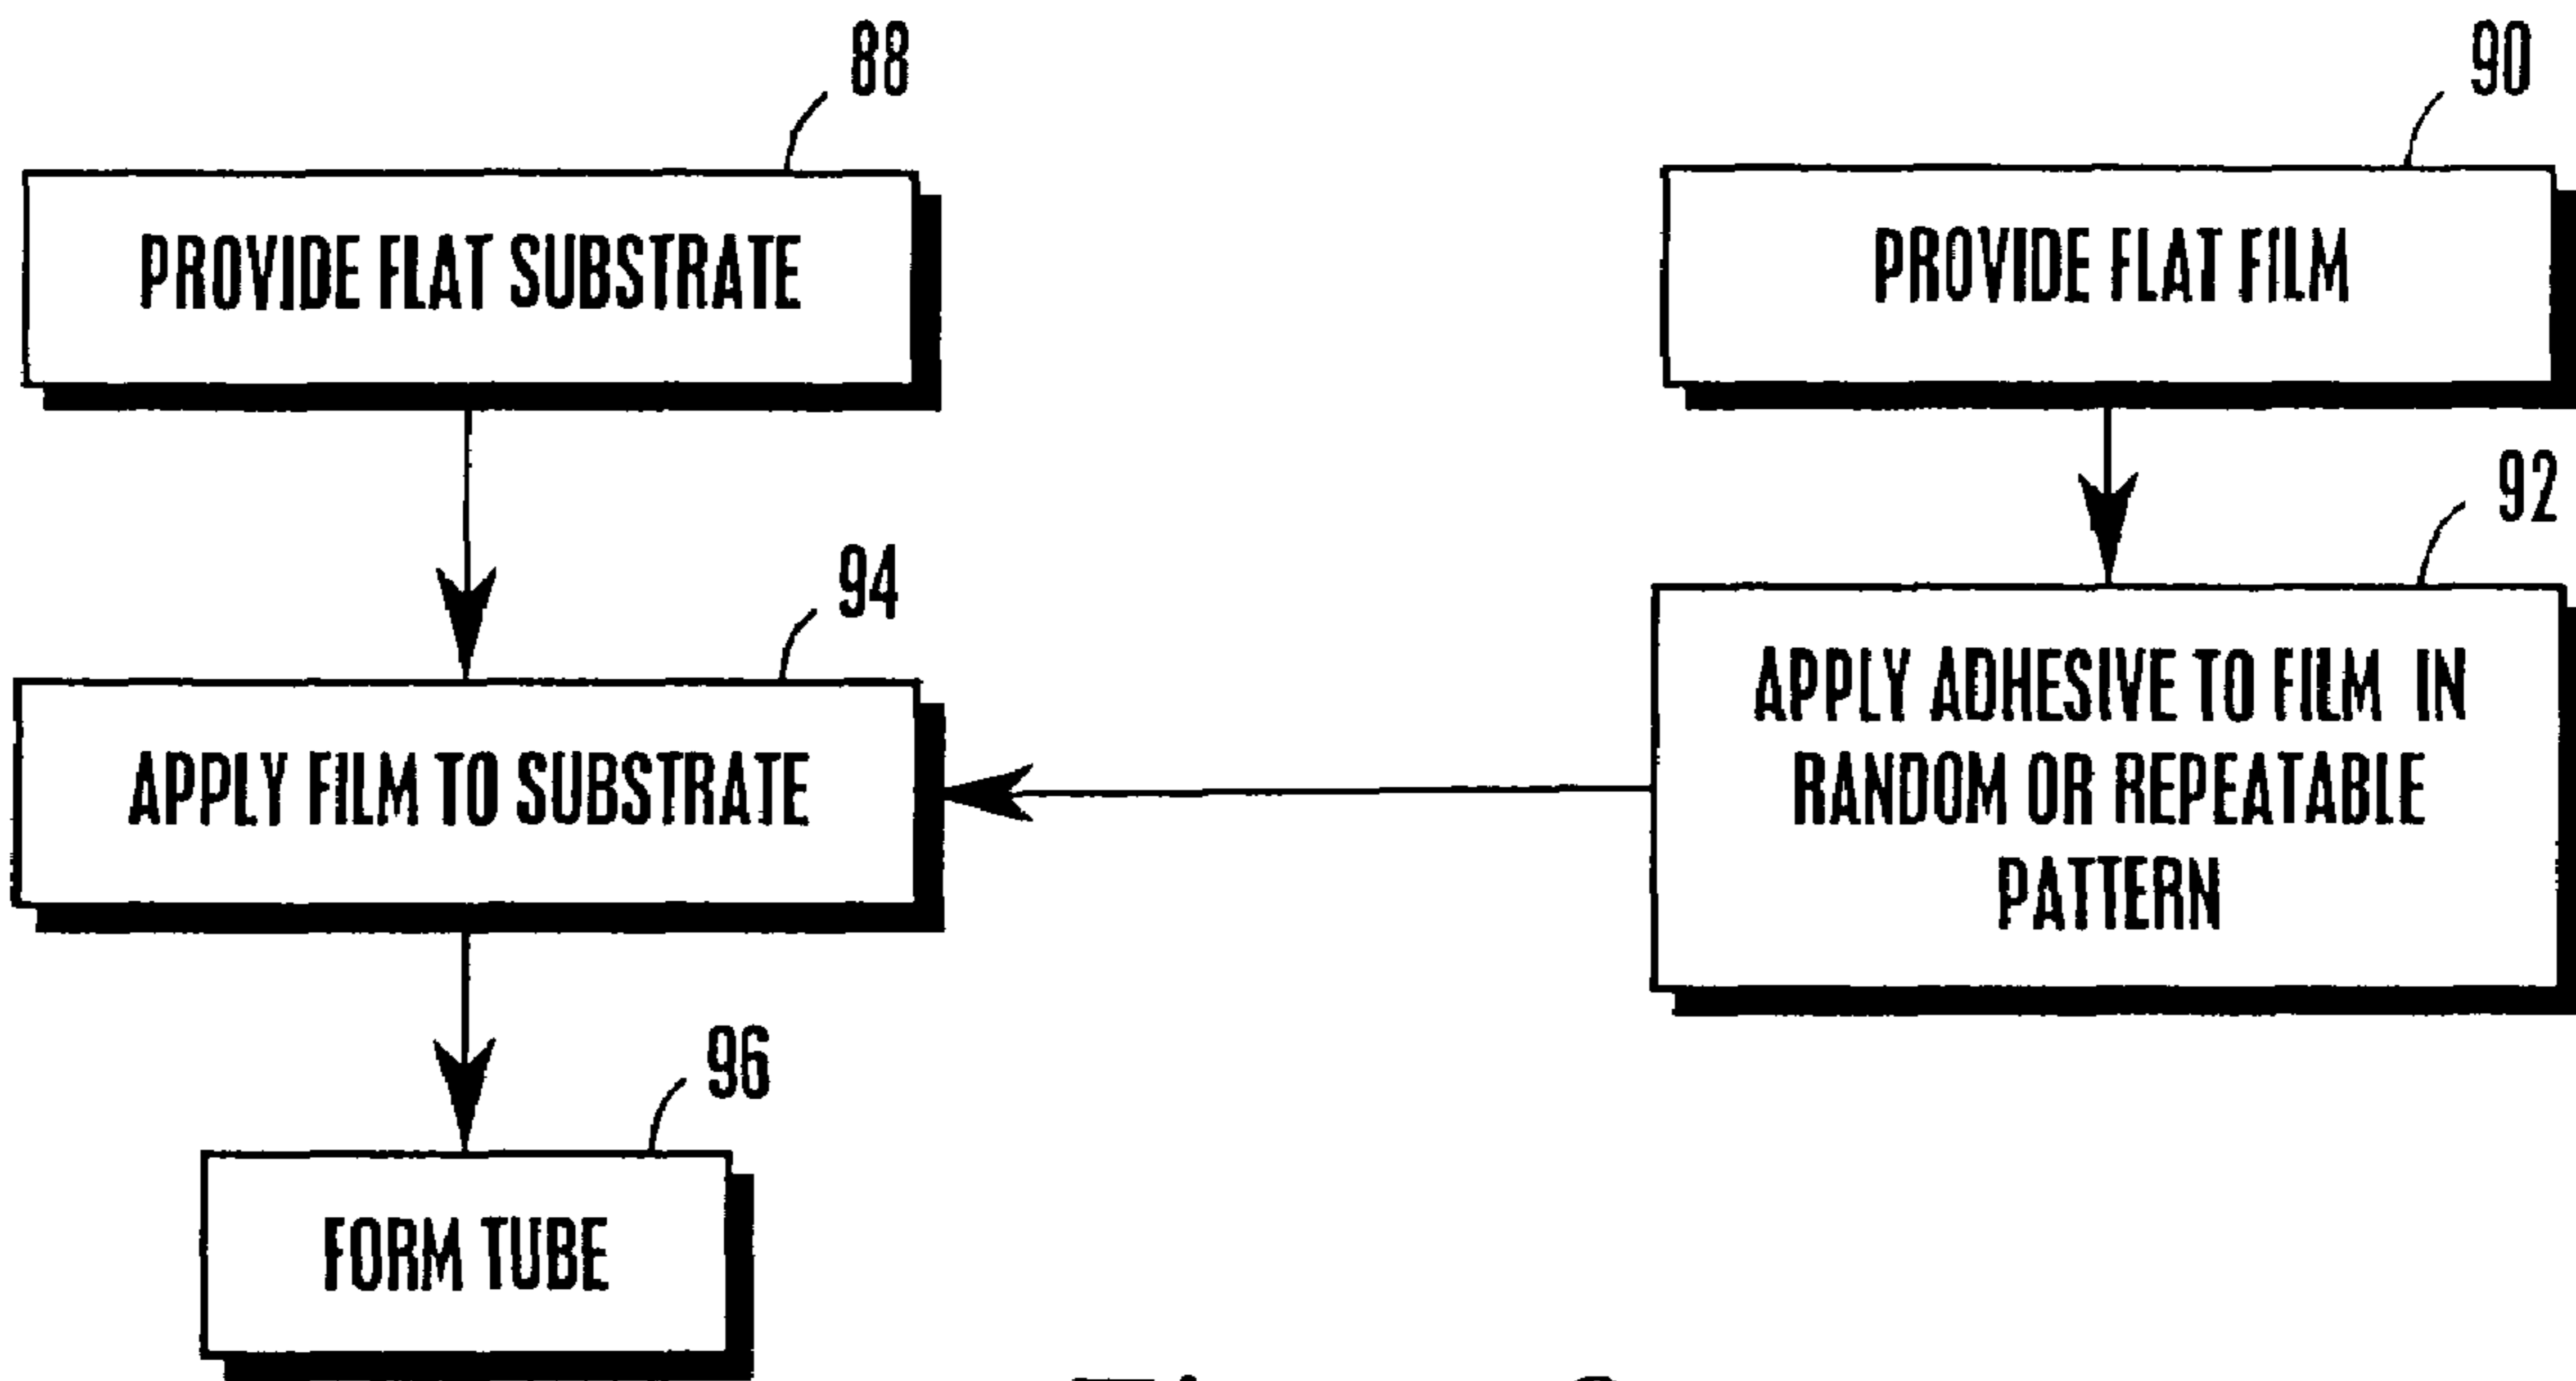 88
PROVIDE FLAT SUBSTRATE
90
PROVIDE FLAT FILM
92
APPLY ADHESIVE TO FILM IN
RANDOM OR REPEATABLE
PATTERN
94
APPLY FILM TO SUBSTRATE
96
FORM TUBE